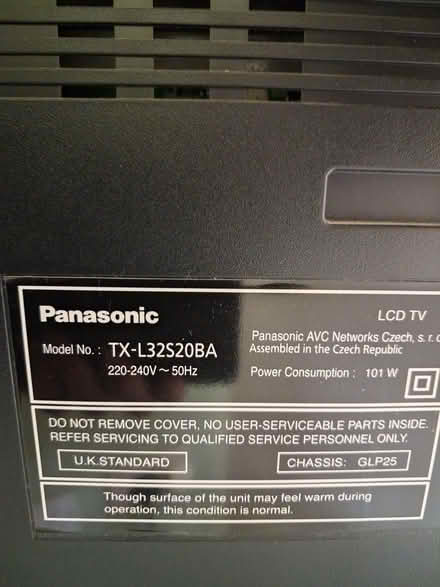 Panasonic
LCD TV
Model No. : TX-L32S20BA
220-240V ~ 50Hz
Panasonic AVC Networks Czech, s. r. o
Assembled in the Czech Republic
Power Consumption : 101 W
DO NOT REMOVE COVER, NO USER-SERVICEABLE PARTS INSIDE.
REFER SERVICING TO QUALIFIED SERVICE PERSONNEL ONLY.
U.K.STANDARD
CHASSIS: GLP25
Though surface of the unit may feel warm during
operation, this condition is normal.